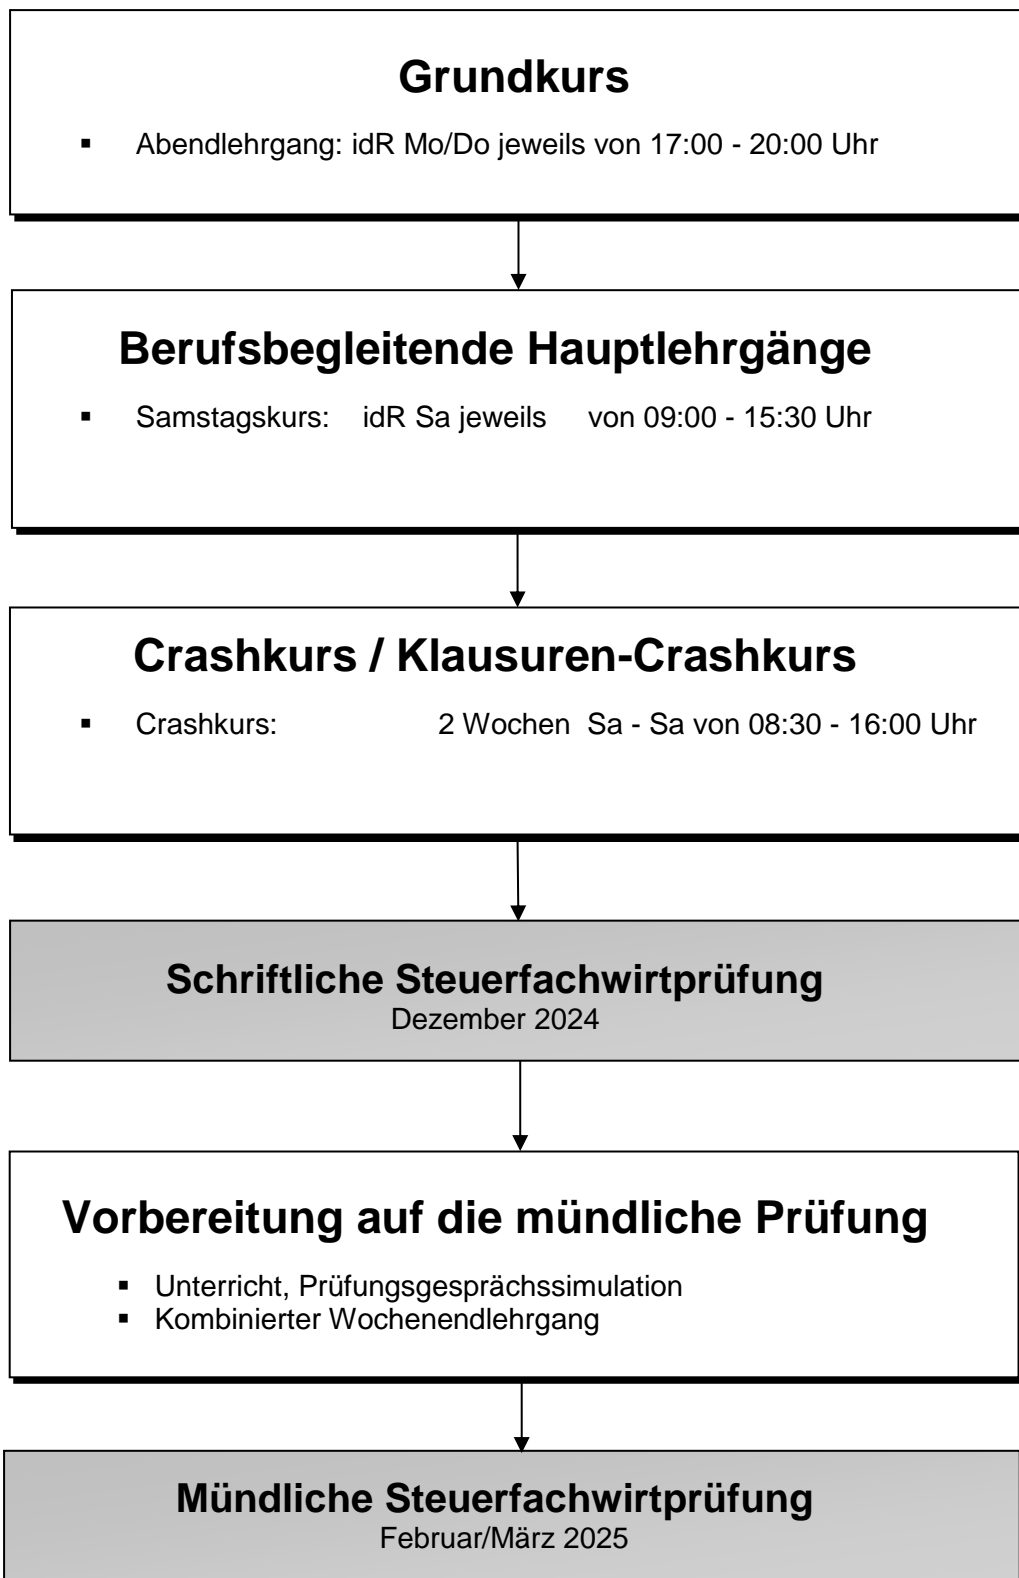 Grundkurs
▪ Abendlehrgang: idR Mo/Do jeweils von 17:00 - 20:00 Uhr
Berufsbegleitende Hauptlehrgänge
▪ Samstagskurs: idR Sa jeweils von 09:00 - 15:30 Uhr
Crashkurs / Klausuren-Crashkurs
▪ Crashkurs: 2 Wochen Sa - Sa von 08:30 - 16:00 Uhr
Schriftliche Steuerfachwirtprüfung
Dezember 2024
Vorbereitung auf die mündliche Prüfung
▪ Unterricht, Prüfungsgesprächssimulation
▪ Kombinierter Wochenendlehrgang
Mündliche Steuerfachwirtprüfung
Februar/März 2025